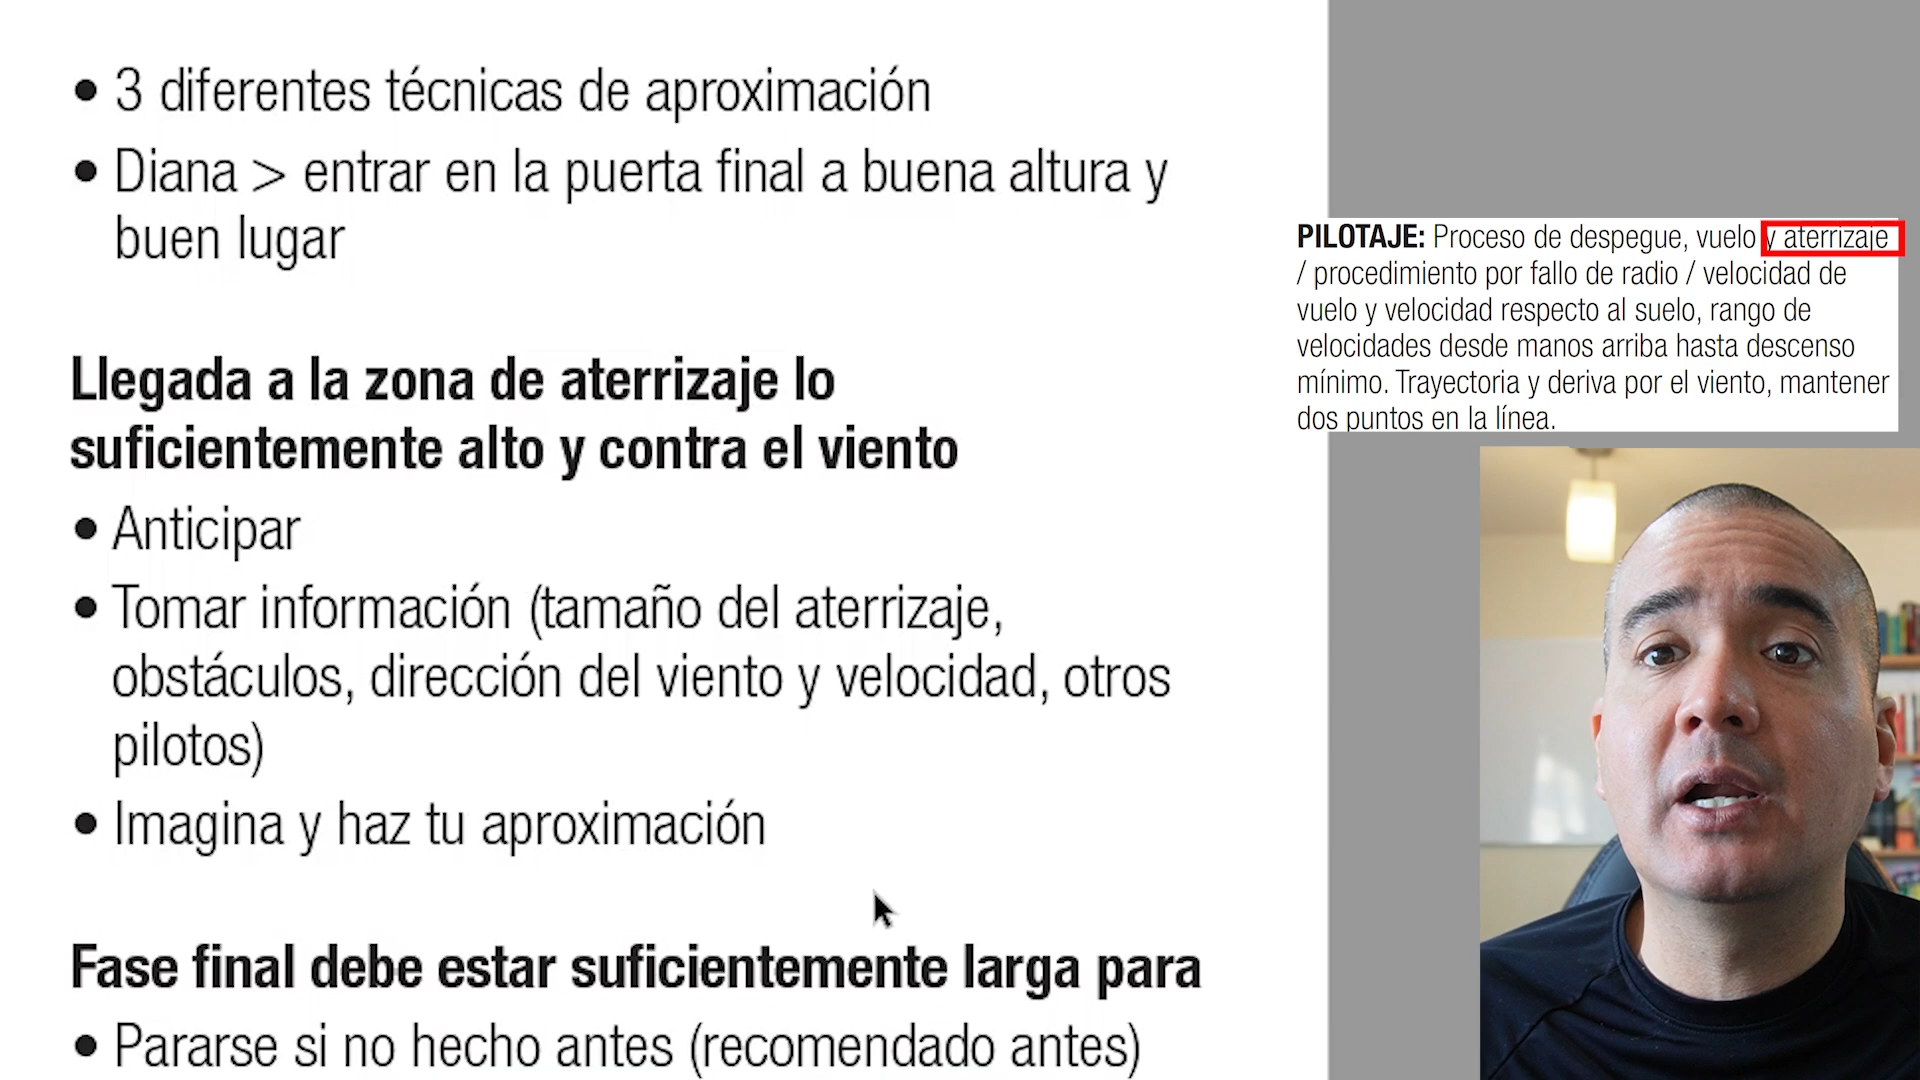 • 3 diferentes técnicas de aproximación
• Diana > entrar en la puerta final a buena altura y
buen lugar
Llegada a la zona de aterrizaje lo
suficientemente alto y contra el viento
• Anticipar
• Tomar información (tamaño del aterrizaje,
obstáculos, dirección del viento y velocidad, otros
pilotos)
• Imagina y haz tu aproximación
Fase final debe estar suficientemente larga para
• Pararse si no hecho antes (recomendado antes)
PILOTAJE: Proceso de despegue, vuelo y aterrizaje
/ procedimiento por fallo de radio / velocidad de
vuelo y velocidad respecto al suelo, rango de
velocidades desde manos arriba hasta descenso
mínimo. Trayectoria y deriva por el viento, mantener
dos puntos en la línea.